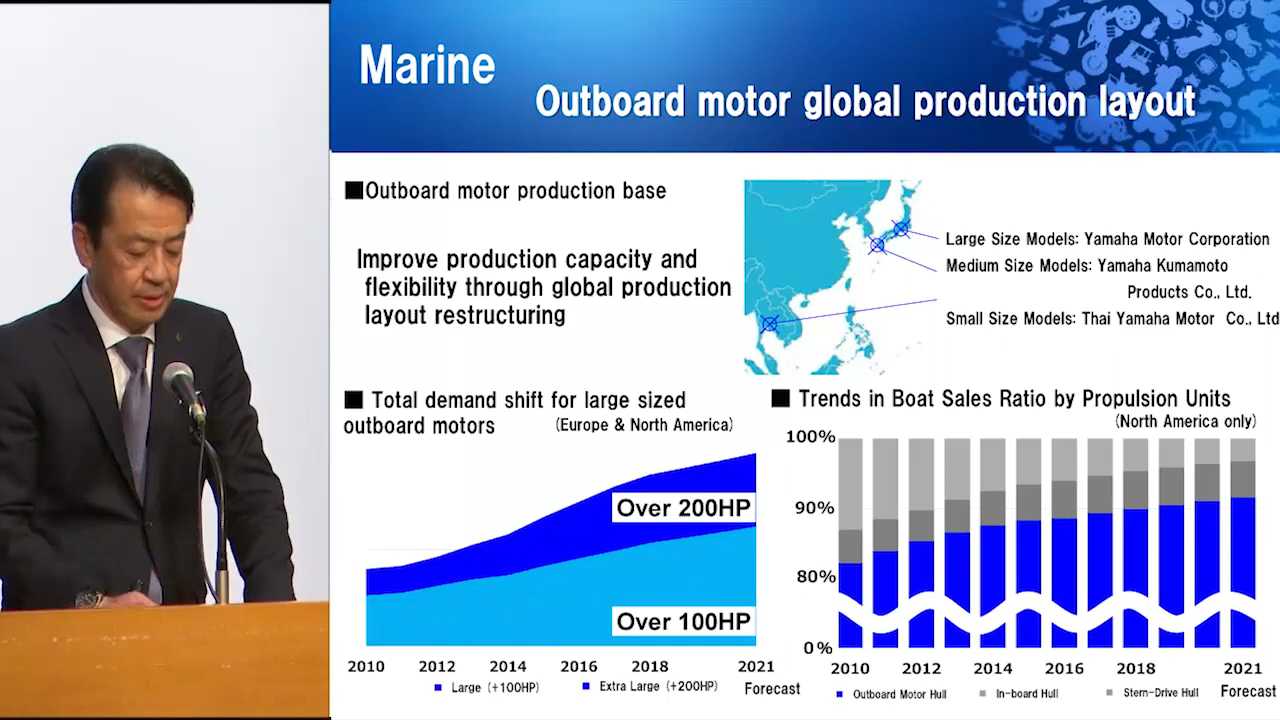 Marine
Outboard motor global production layout
■Outboard motor production base
Improve production capacity and
flexibility through global production
layout restructuring
Large Size Models: Yamaha Motor Corporation
Medium Size Models: Yamaha Kumamoto
Products Co., Ltd.
Small Size Models: Thai Yamaha Motor Co., Ltd
■ Total demand shift for large sized
outboard motors (Europe & North America)
Over 200HP
Over 100HP
2010 2012 2014 2016 2018 2021
Large (+100HP) Extra Large (+200HP) Forecast
■ Trends in Boat Sales Ratio by Propulsion Units
(North America only)
100%
90%
80%
0%
2010 2012 2014 2016 2018 2021
Outboard Motor Hull In-board Hull Stern-Drive Hull Forecast